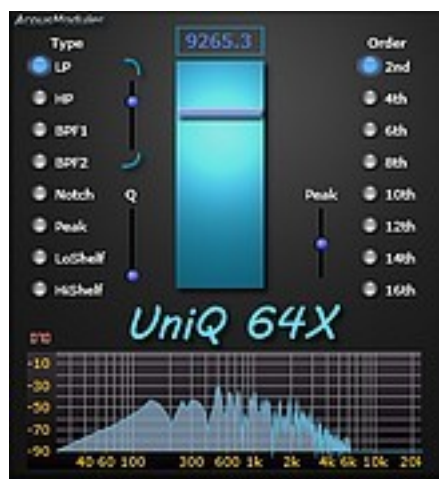 AcousModules
Type
9265.3
Order
LP
2nd
HP
4th
BPF1
6th
BPF2
8th
Notch
Q
Peak
10th
Peak
12th
LoShelf
14th
HiShelf
16th
UniQ 64X
-10
-30
-50
-70
-90
40 60 100 300 600 1k 2k 4k 6k 10k 20k